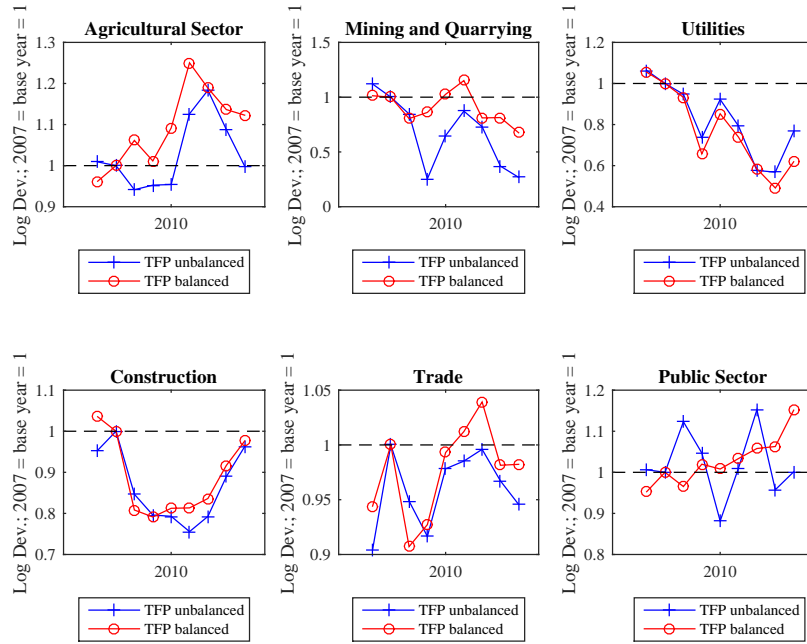 Agricultural Sector
Log Dev.; 2007 = base year = 1
1.3
1.2
1.1
1
0.9
2010
TFP unbalanced
TFP balanced
Mining and Quarrying
Log Dev.; 2007 = base year = 1
1.5
1
0.5
0
2010
TFP unbalanced
TFP balanced
Utilities
Log Dev.; 2007 = base year = 1
1.2
1
0.8
0.6
0.4
2010
TFP unbalanced
TFP balanced
Construction
Log Dev.; 2007 = base year = 1
1.1
1
0.9
0.8
0.7
2010
TFP unbalanced
TFP balanced
Trade
Log Dev.; 2007 = base year = 1
1.05
1
0.95
0.9
2010
TFP unbalanced
TFP balanced
Public Sector
Log Dev.; 2007 = base year = 1
1.2
1.1
1
0.9
0.8
2010
TFP unbalanced
TFP balanced